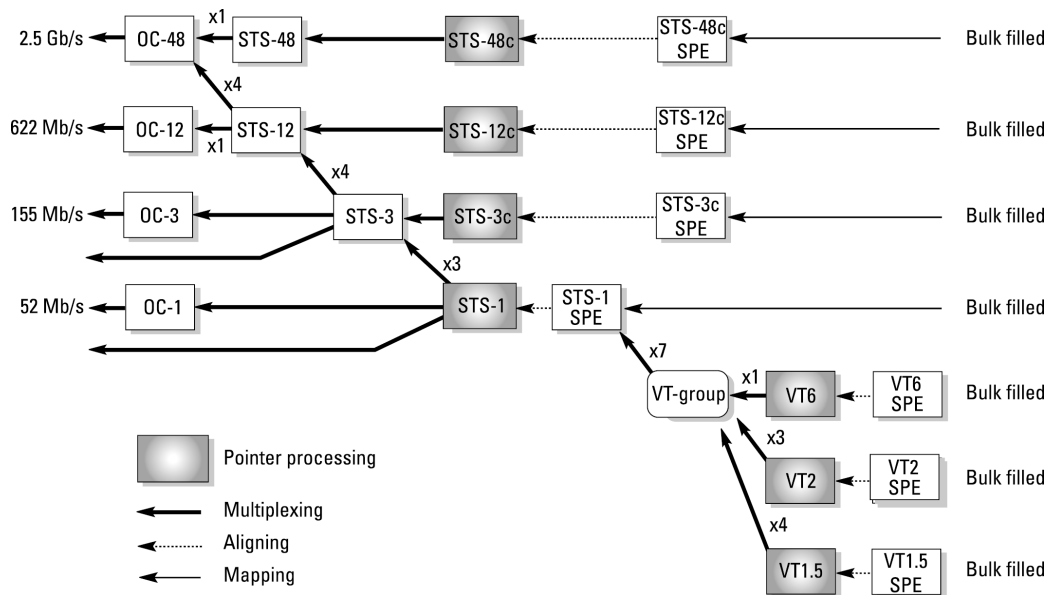 x1
2.5 Gb/s
OC-48
STS-48
STS-48c
STS-48c
SPE
Bulk filled
x4
622 Mb/s
OC-12
x1
STS-12
STS-12c
STS-12c
SPE
Bulk filled
x4
155 Mb/s
OC-3
STS-3
STS-3c
STS-3c
SPE
Bulk filled
x3
52 Mb/s
OC-1
STS-1
STS-1
SPE
Bulk filled
x7
VT-group
x1
VT6
VT6
SPE
Bulk filled
x3
VT2
VT2
SPE
Bulk filled
x4
VT1.5
VT1.5
SPE
Bulk filled
Pointer processing
Multiplexing
Aligning
Mapping